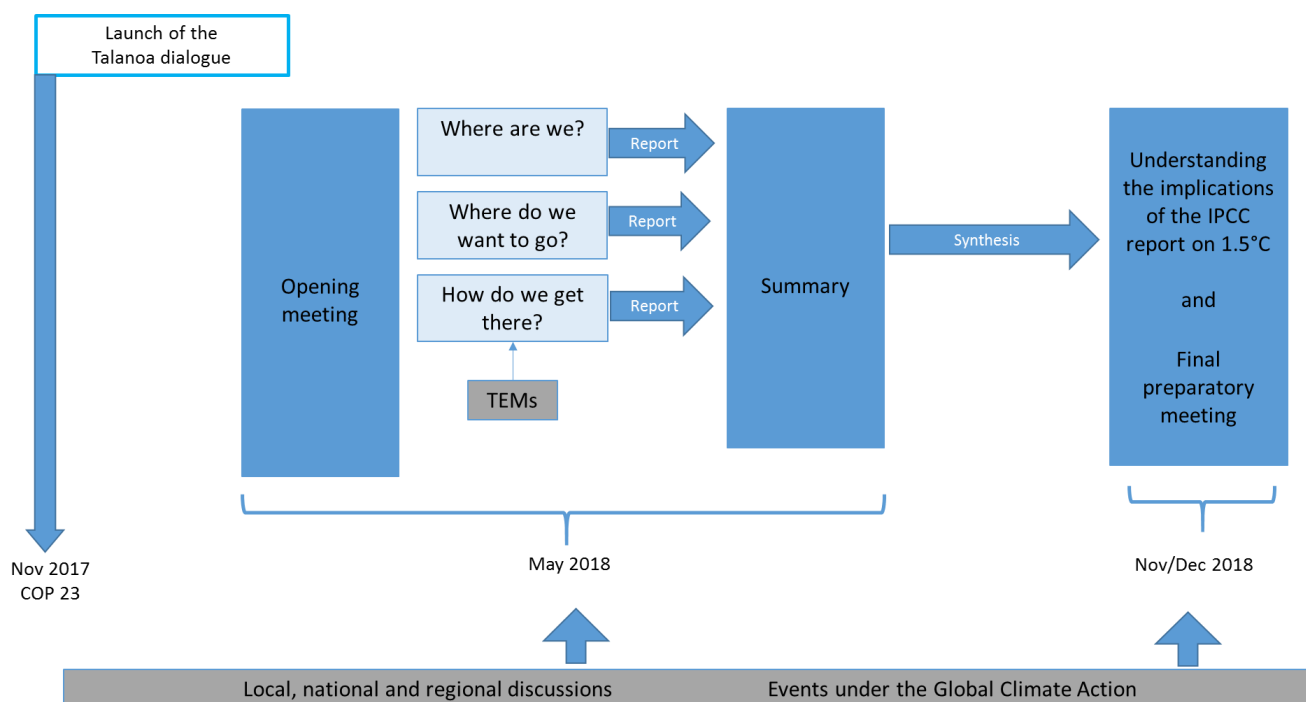 Launch of the
Talanoa dialogue
Opening
meeting
Where are we?
Report
Where do we
want to go?
Report
How do we get
there?
Report
TEMs
Summary
Synthesis
Understanding
the implications
of the IPCC
report on 1.5°C
and
Final
preparatory
meeting
Nov 2017
COP 23
May 2018
Nov/Dec 2018
Local, national and regional discussions
Events under the Global Climate Action